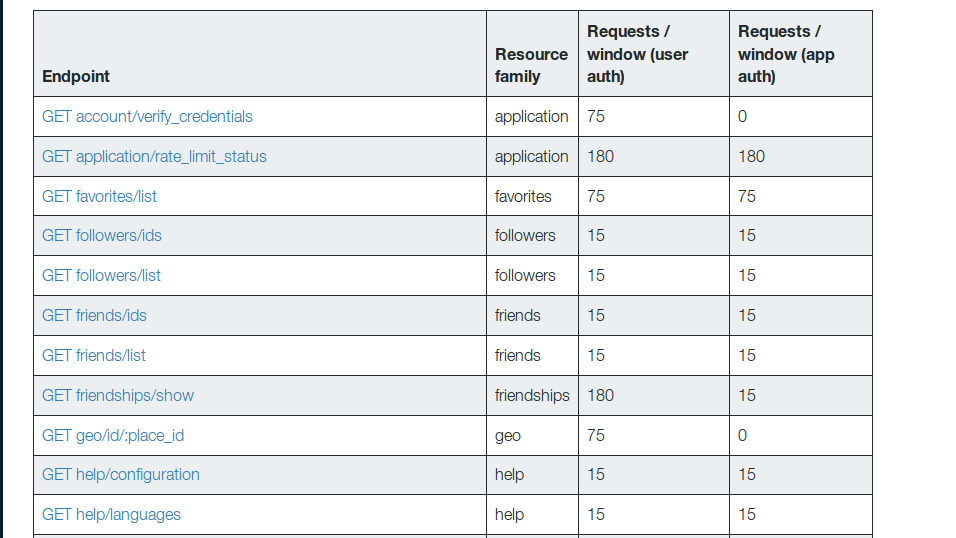 Endpoint Resource family Requests / window (user auth) Requests / window (app auth)
GET account/verify_credentials application 75 0
GET application/rate_limit_status application 180 180
GET favorites/list favorites 75 75
GET followers/ids followers 15 15
GET followers/list followers 15 15
GET friends/ids friends 15 15
GET friends/list friends 15 15
GET friendships/show friendships 180 15
GET geo/id/:place_id geo 75 0
GET help/configuration help 15 15
GET help/languages help 15 15